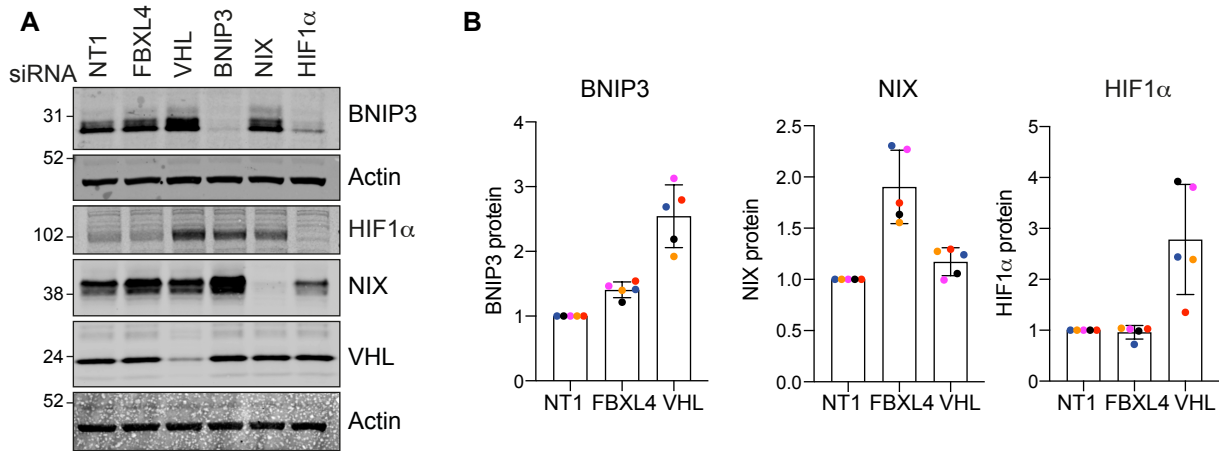 A
siRNA
NT1
FBXL4
VHL
BNIP3
NIX
HIF1α
31
BNIP3
52
Actin
102
HIF1α
38
NIX
24
VHL
52
Actin
B
BNIP3
BNIP3 protein
4
3
2
1
0
NT1 FBXL4 VHL
NIX
NIX protein
2.5
2.0
1.5
1.0
0.5
0.0
NT1 FBXL4 VHL
HIF1α
HIF1α protein
5
4
3
2
1
0
NT1 FBXL4 VHL